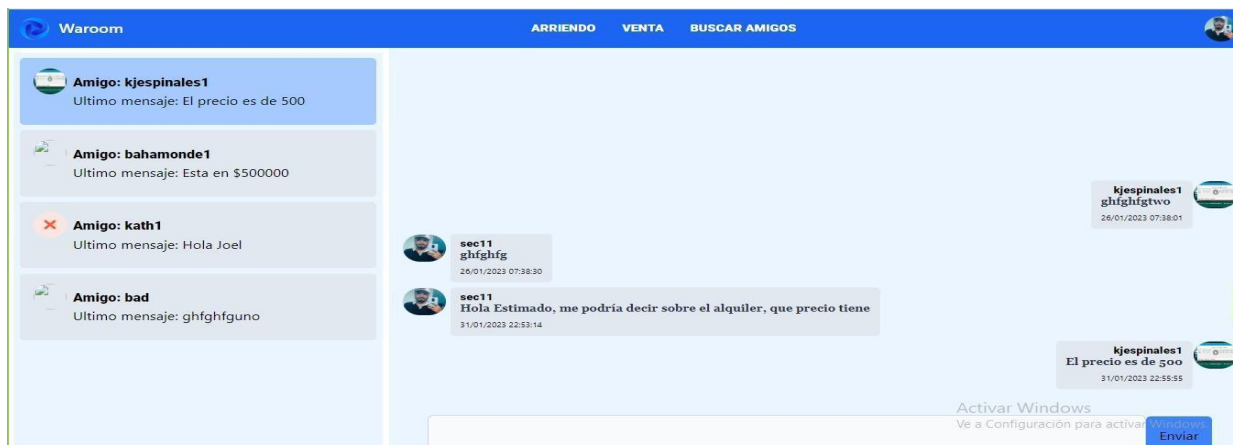 Waroom
ARRIENDO VENTA BUSCAR AMIGOS
Amigo: kjespinales1
Ultimo mensaje: El precio es de 500
Amigo: bahamonde1
Ultimo mensaje: Esta en $500000
Amigo: kath1
Ultimo mensaje: Hola Joel
Amigo: bad
Ultimo mensaje: ghfghfguno
kjespinales1
ghfghfgtwo
26/01/2023 07:38:01
sec11
ghfghfg
26/01/2023 07:38:30
sec11
Hola Estimado, me podría decir sobre el alquiler, que precio tiene
31/01/2023 22:53:14
kjespinales1
El precio es de 500
31/01/2023 22:55:55
Activar Windows
Ve a Configuración para activar Windows.
Enviar